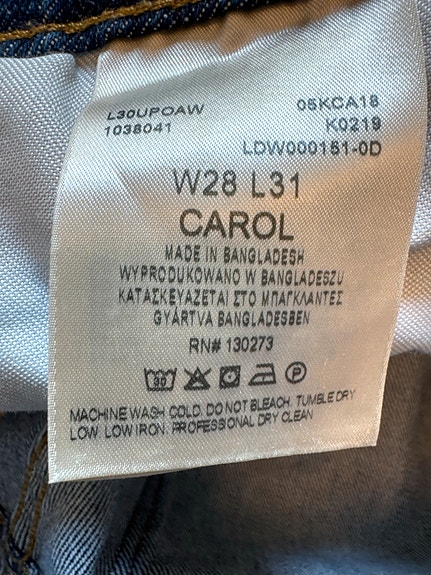 L30UPOAW
1038041
05KCA18
K0219
LDW000151-0D
W28 L31
CAROL
MADE IN BANGLADESH
WYPRODUKOWANO W BANGLADESZU
ΚΑΤΑΣΚΕΥΑΖΕΤΑΙ ΣΤΟ ΜΠΑΓΚΛΑΝΤΕΣ
GYÁRTVA BANGLADESBEN
RN# 130273
30 P
MACHINE WASH COLD. DO NOT BLEACH. TUMBLE DRY
LOW. LOW IRON. PROFESSIONAL DRY CLEAN